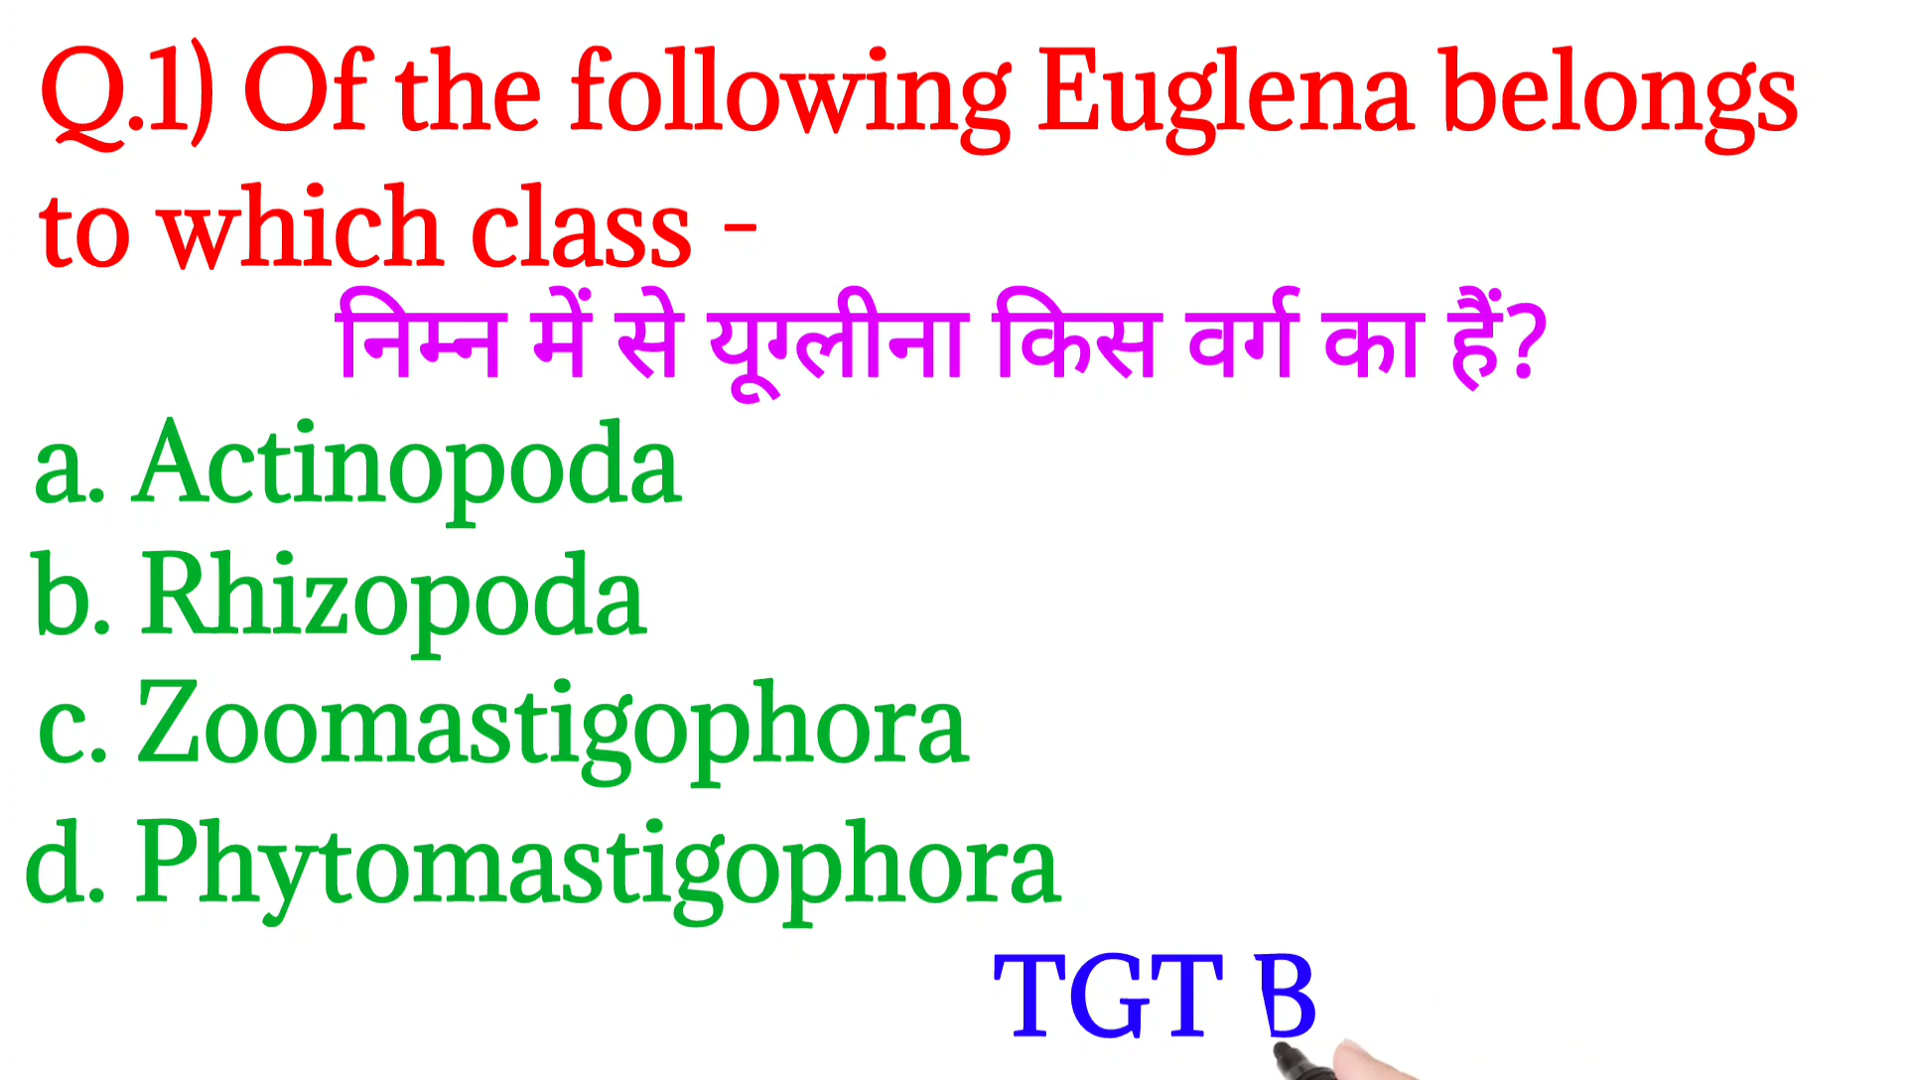 Q.1) Of the following Euglena belongs
to which class -
निम्न में से यूग्लीना किस वर्ग का हैं?
a. Actinopoda
b. Rhizopoda
c. Zoomastigophora
d. Phytomastigophora
TGT B